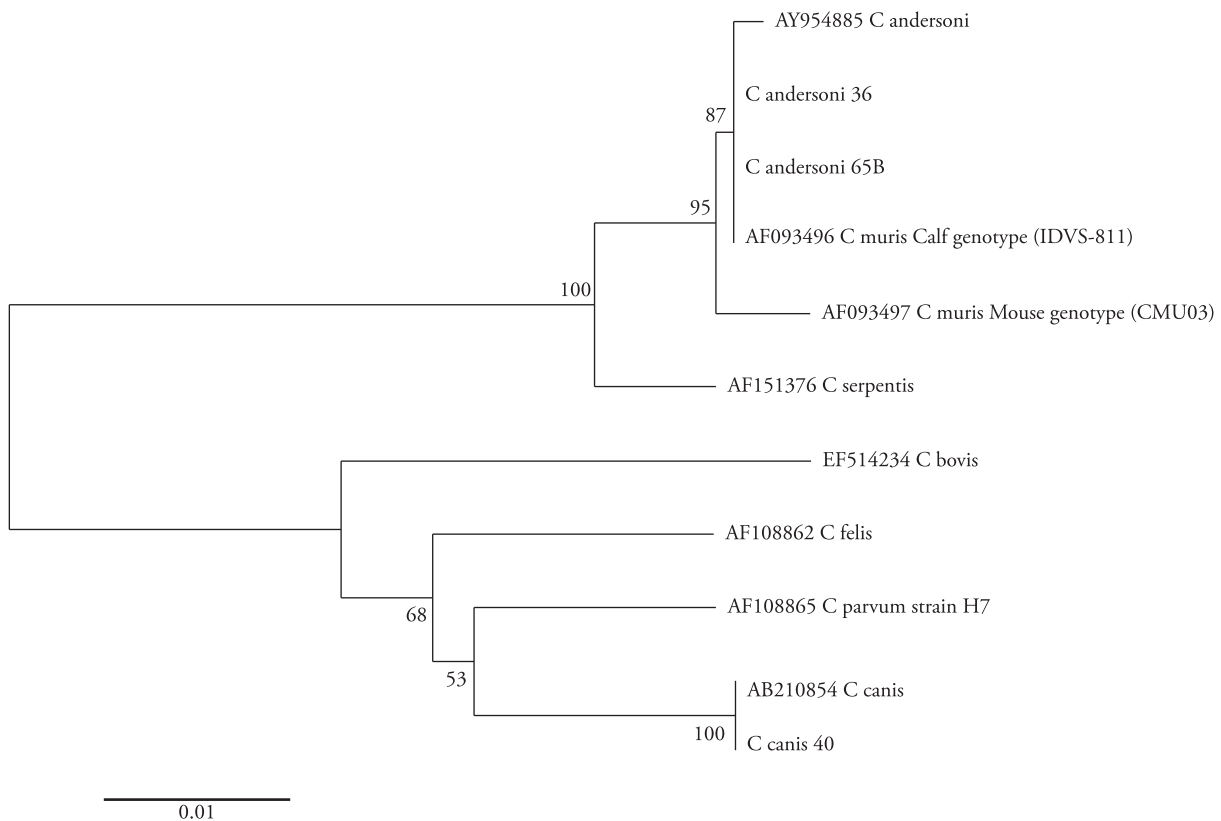 AY954885 C andersoni
C andersoni 36
87
C andersoni 65B
95
AF093496 C muris Calf genotype (IDVS-811)
100
AF093497 C muris Mouse genotype (CMU03)
AF151376 C serpentis
EF514234 C bovis
AF108862 C felis
68
AF108865 C parvum strain H7
53
AB210854 C canis
100
C canis 40
0.01